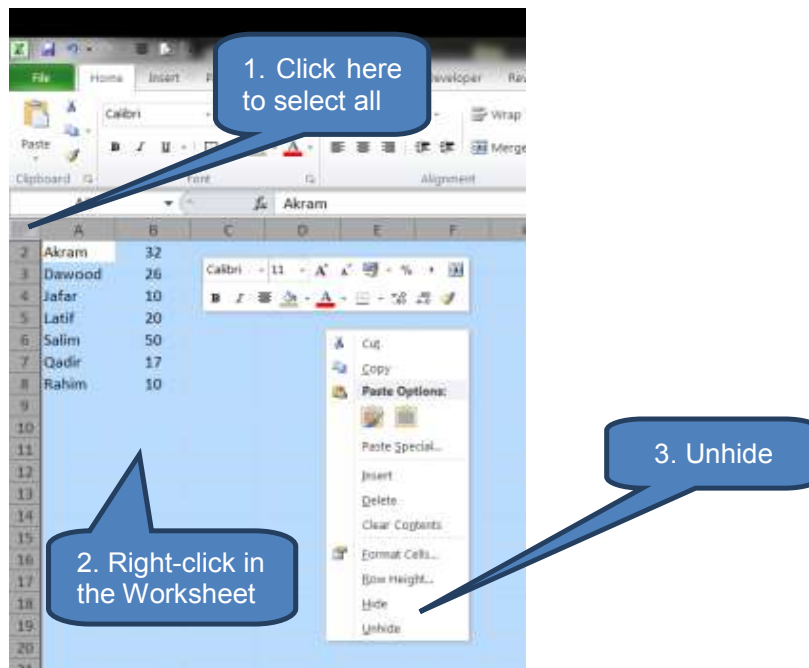 1. Click here
to select all
File Home Insert Developer
Calibri
Wrap
Paste B I U Merge
Clipboard Font Alignment
fx Akram
A B C D E F
2 Akram 32
3 Dawood 26
4 Jafar 10
5 Latif 20
6 Salim 50
7 Qadir 17
8 Rahim 10
9
10
11
12
13
14
15
16
17
18
19
20
Calibri 11 A A %
B I A
Cut
Copy
Paste Options:
Paste Special...
Insert
Delete
Clear Contents
Format Cells...
Row Height...
Hide
Unhide
2. Right-click in
the Worksheet
3. Unhide